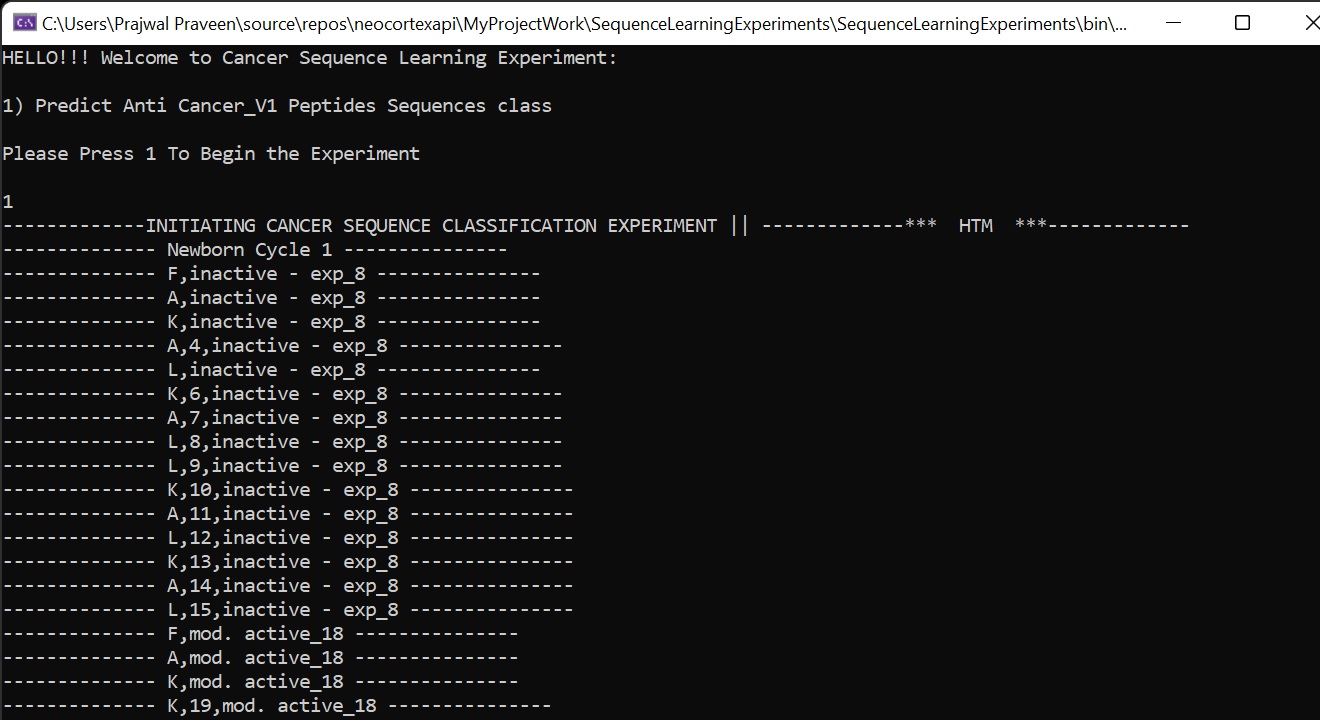 C:\Users\Prajwal Praveen\source\repos\neocortexapi\MyProjectWork\SequenceLearningExperiments\SequenceLearningExperiments\bin\...
HELLO!!! Welcome to Cancer Sequence Learning Experiment:
1) Predict Anti Cancer_V1 Peptides Sequences class
Please Press 1 To Begin the Experiment
1
-------------INITIATING CANCER SEQUENCE CLASSIFICATION EXPERIMENT || -------------***  HTM  ***-------------
-------------- Newborn Cycle 1 ---------------
-------------- F,inactive - exp_8 ---------------
-------------- A,inactive - exp_8 ---------------
-------------- K,inactive - exp_8 ---------------
-------------- A,4,inactive - exp_8 ---------------
-------------- L,inactive - exp_8 ---------------
-------------- K,6,inactive - exp_8 ---------------
-------------- A,7,inactive - exp_8 ---------------
-------------- L,8,inactive - exp_8 ---------------
-------------- L,9,inactive - exp_8 ---------------
-------------- K,10,inactive - exp_8 ---------------
-------------- A,11,inactive - exp_8 ---------------
-------------- L,12,inactive - exp_8 ---------------
-------------- K,13,inactive - exp_8 ---------------
-------------- A,14,inactive - exp_8 ---------------
-------------- L,15,inactive - exp_8 ---------------
-------------- F,mod. active_18 ---------------
-------------- A,mod. active_18 ---------------
-------------- K,mod. active_18 ---------------
-------------- K,19,mod. active_18 ---------------